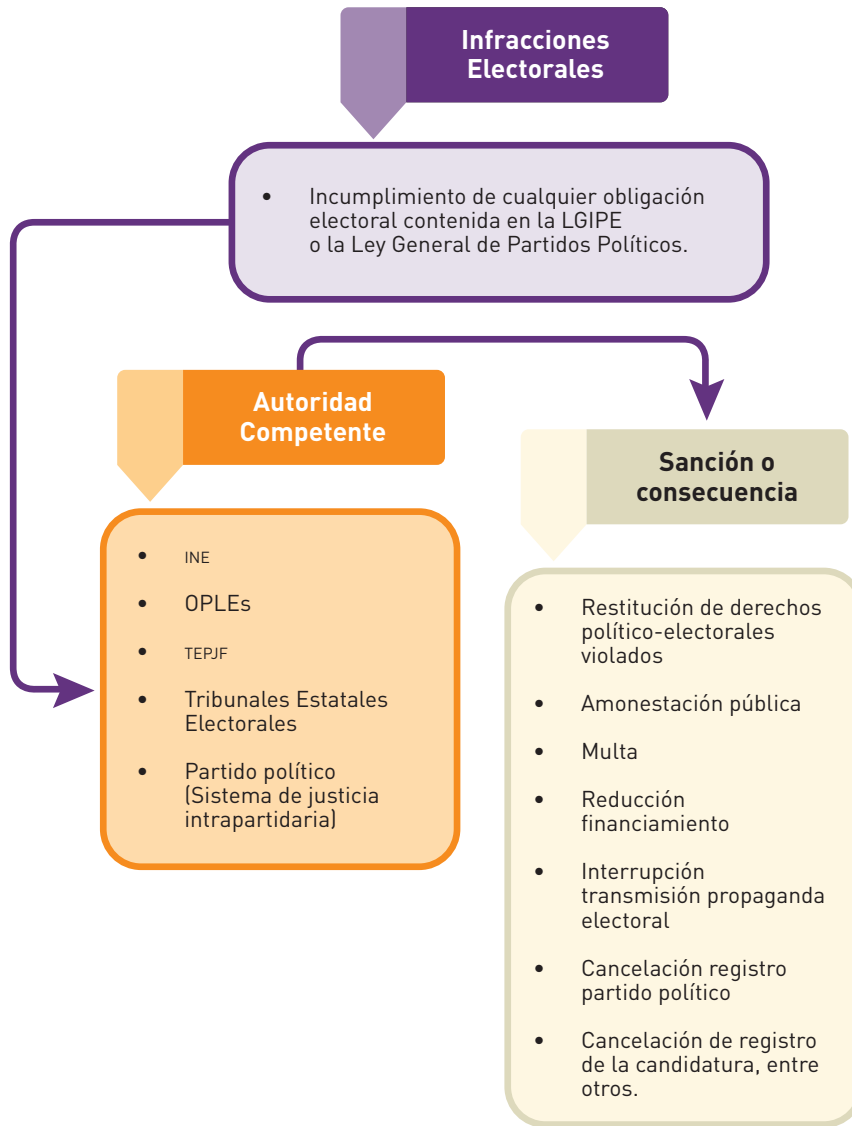 Infracciones
Electorales
• Incumplimiento de cualquier obligación
electoral contenida en la LGIPE
o la Ley General de Partidos Políticos.
Autoridad
Competente
• INE
• OPLEs
• TEPJF
• Tribunales Estatales
Electorales
• Partido político
(Sistema de justicia
intrapartidaria)
Sanción o
consecuencia
• Restitución de derechos
político-electorales
violados
• Amonestación pública
• Multa
• Reducción
financiamiento
• Interrupción
transmisión propaganda
electoral
• Cancelación registro
partido político
• Cancelación de registro
de la candidatura, entre
otros.